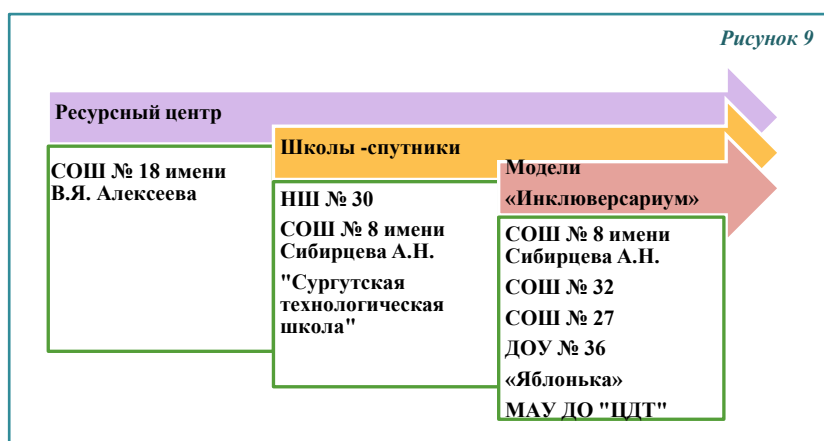 Рисунок 9
Ресурсный центр
СОШ № 18 имени
В.Я. Алексеева
Школы -спутники
НШ № 30
СОШ № 8 имени
Сибирцева А.Н.
"Сургутская
технологическая
школа"
Модели
«Инклюверсариум»
СОШ № 8 имени
Сибирцева А.Н.
СОШ № 32
СОШ № 27
ДОУ № 36
«Яблонька»
МАУ ДО "ЦДТ"